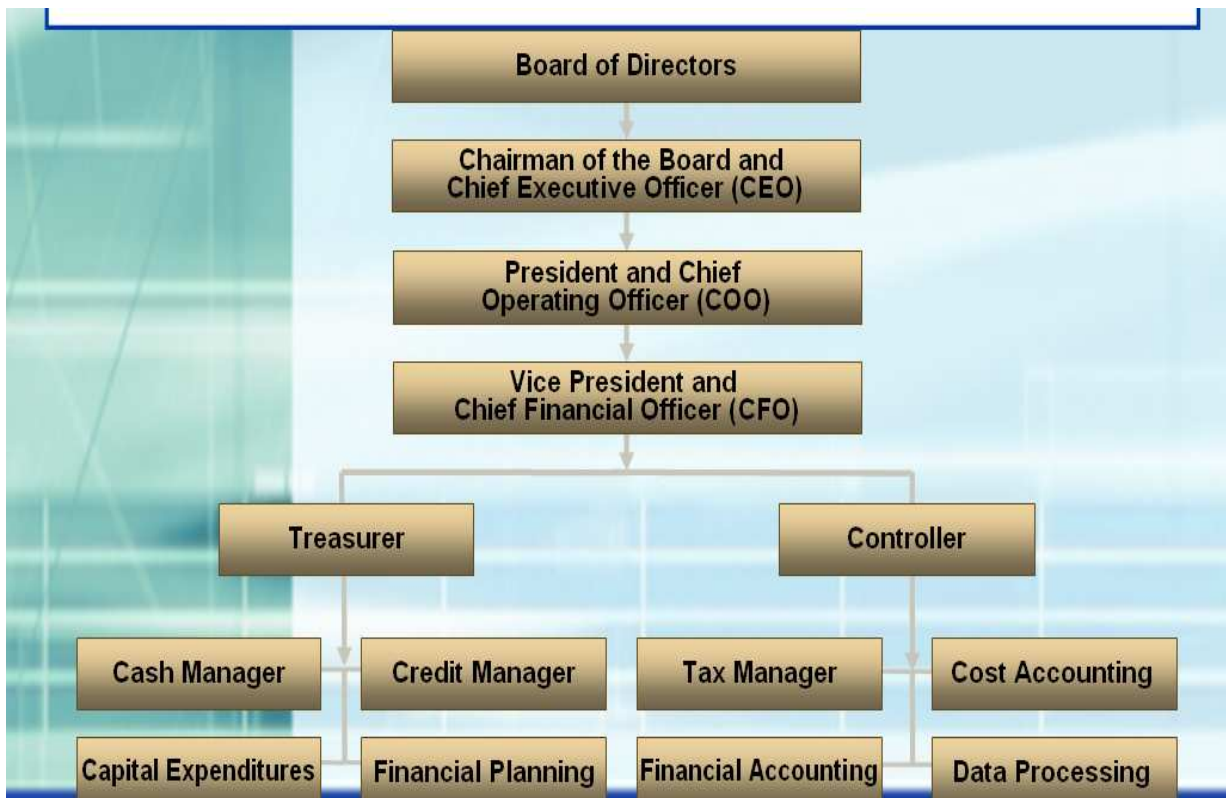 Board of Directors
Chairman of the Board and
Chief Executive Officer (CEO)
President and Chief
Operating Officer (COO)
Vice President and
Chief Financial Officer (CFO)
Treasurer
Controller
Cash Manager
Credit Manager
Tax Manager
Cost Accounting
Capital Expenditures
Financial Planning
Financial Accounting
Data Processing